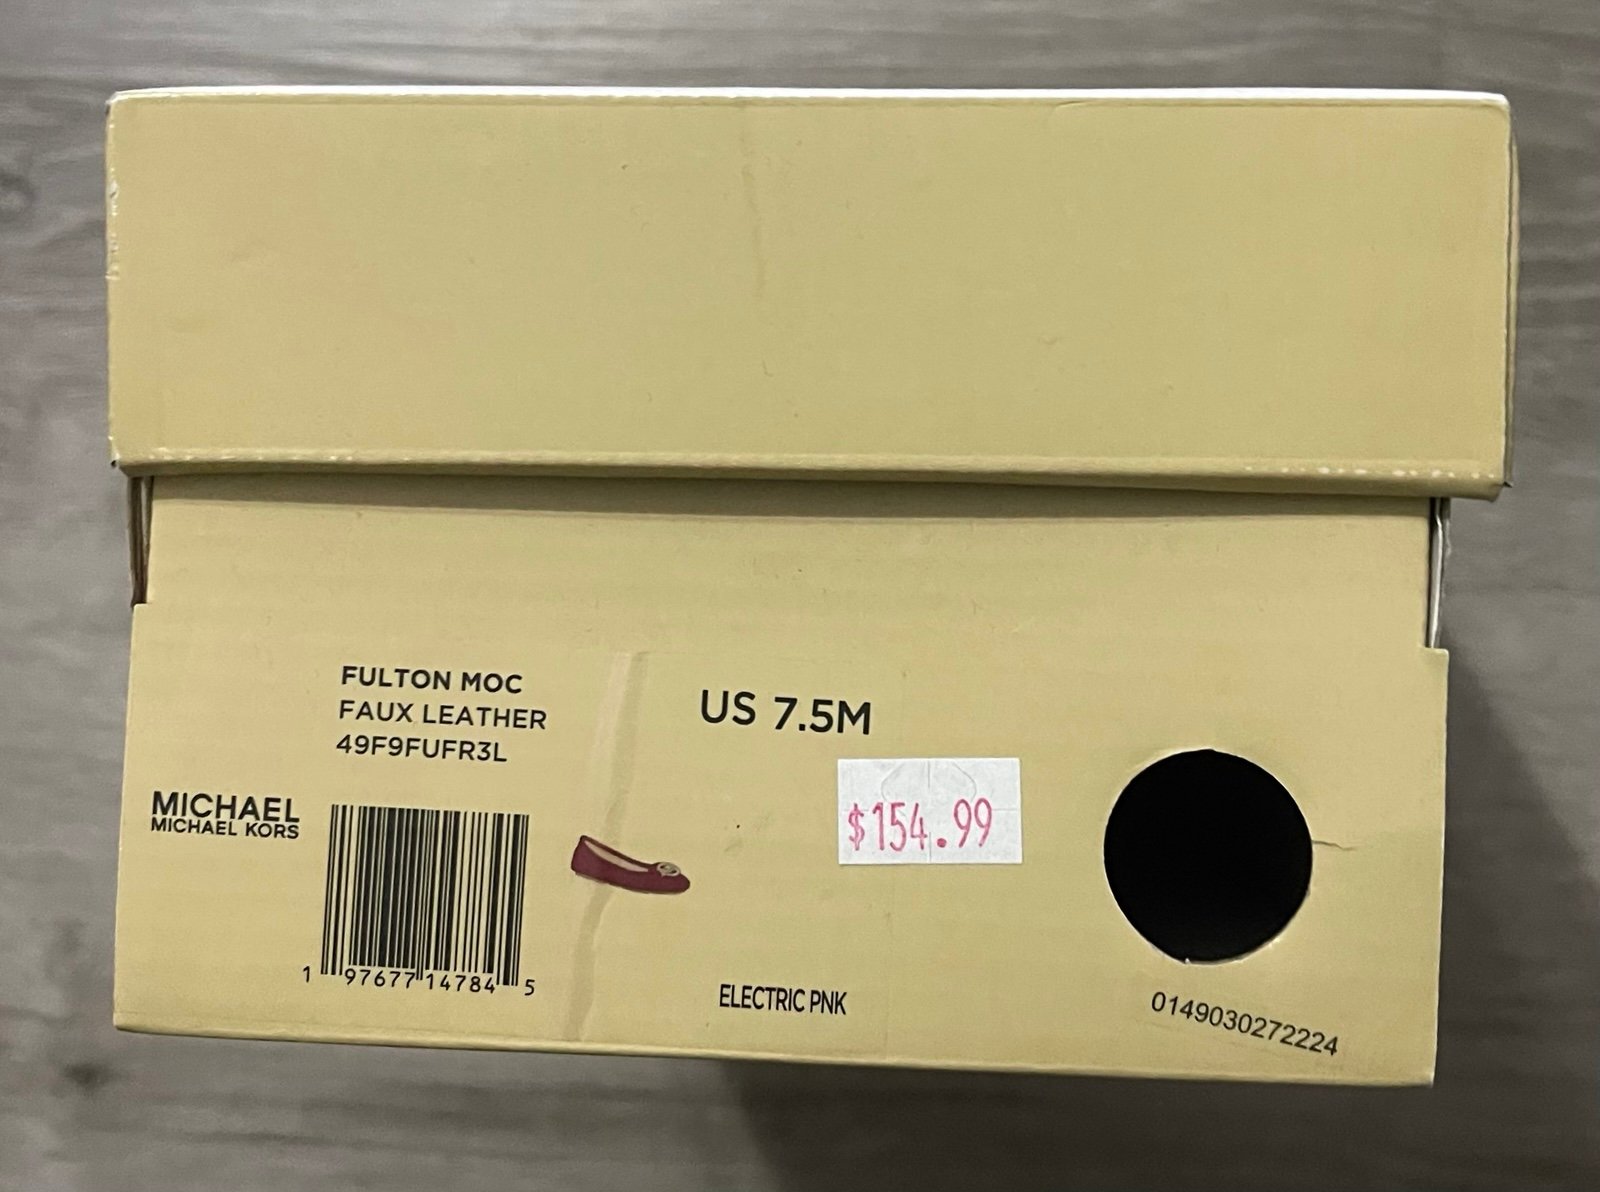 FULTON MOC
FAUX LEATHER
49F9FUFR3L
US 7.5M
MICHAEL
MICHAEL KORS
$154.99
1 97677 14784 5
ELECTRIC PNK
0149030272224